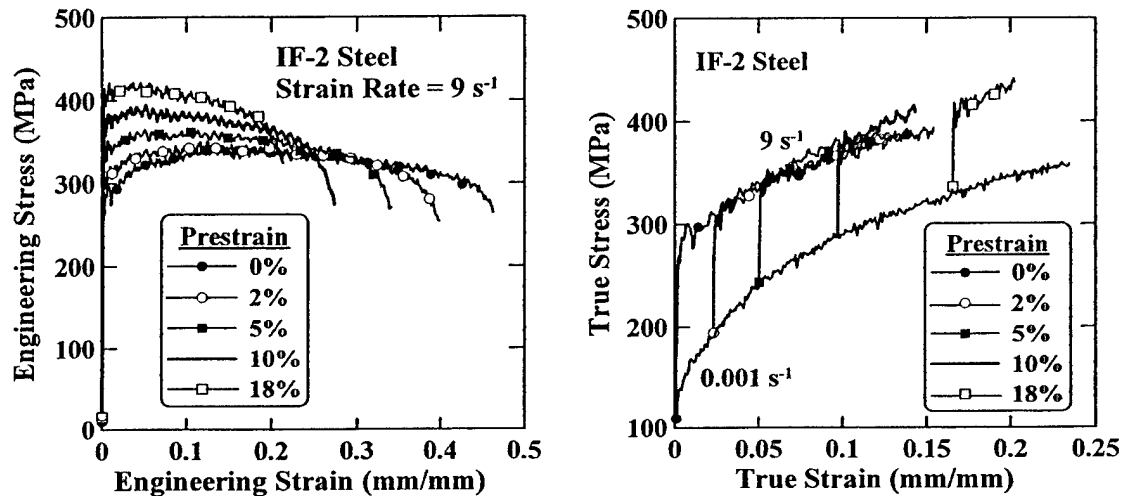 500
400
300
200
100
0
Engineering Stress (MPa)
IF-2 Steel
Strain Rate = 9 s⁻¹
Prestrain
0%
2%
5%
10%
18%
0 0.1 0.2 0.3 0.4 0.5
Engineering Strain (mm/mm)
500
400
300
200
100
True Stress (MPa)
IF-2 Steel
9 s⁻¹
0.001 s⁻¹
Prestrain
0%
2%
5%
10%
18%
0 0.05 0.1 0.15 0.2 0.25
True Strain (mm/mm)